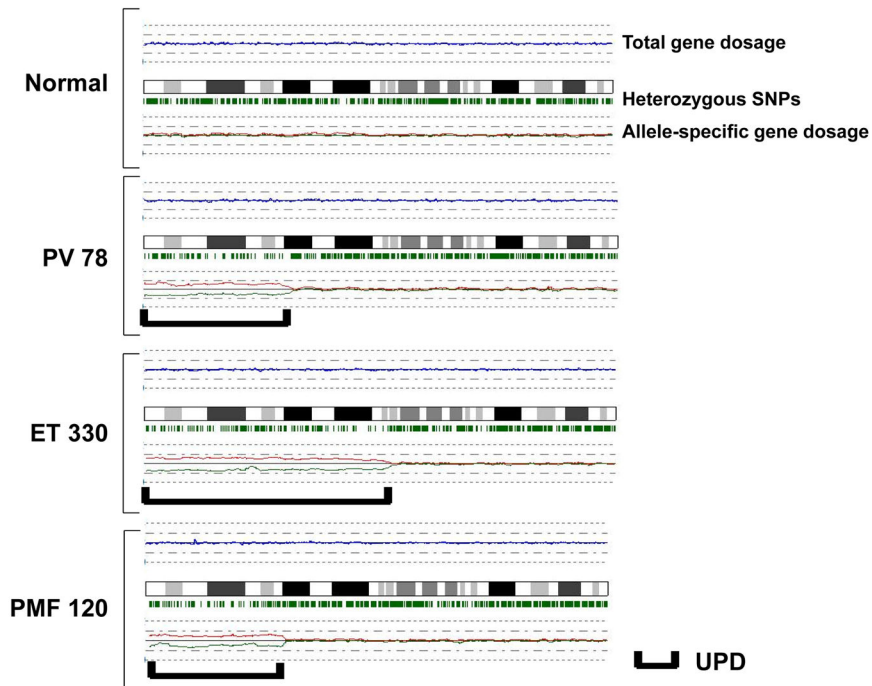 Total gene dosage
Normal
Heterozygous SNPs
Allele-specific gene dosage
PV 78
ET 330
PMF 120
UPD